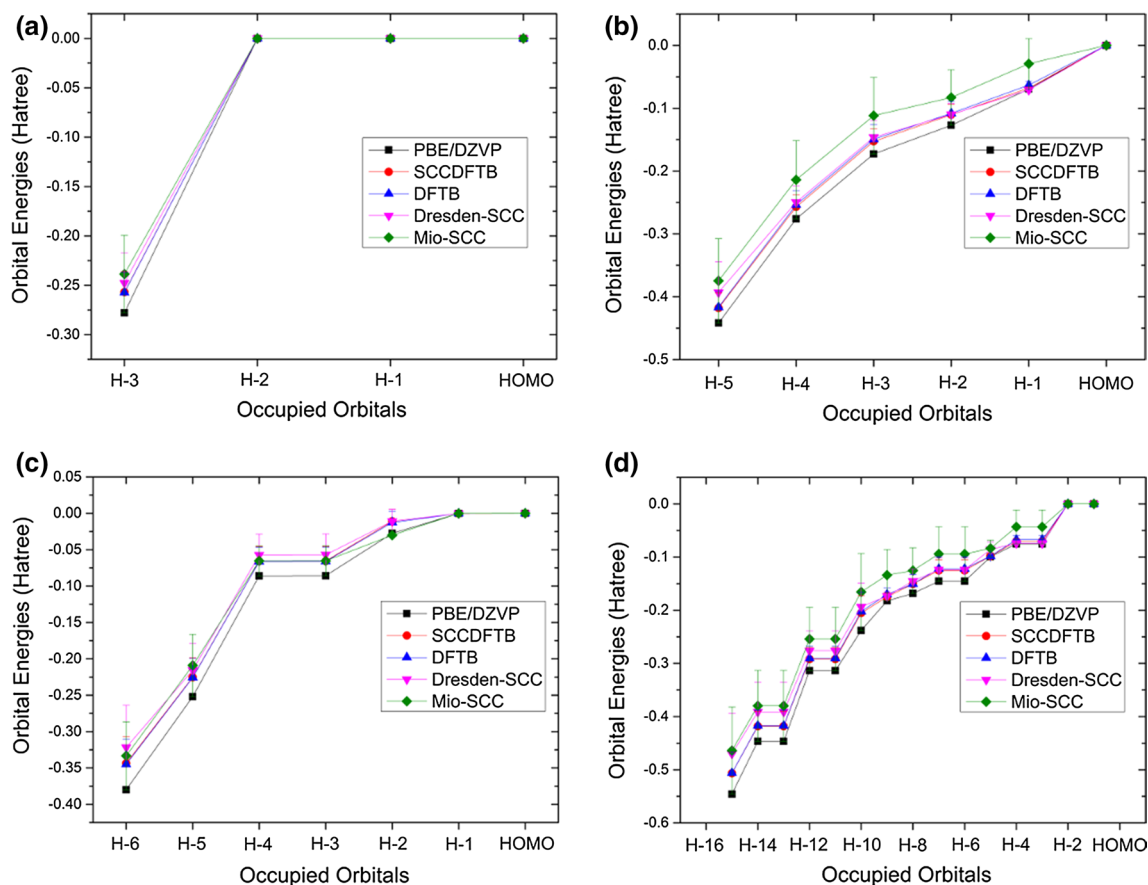 (a)
0.00
-0.05
-0.10
-0.15
-0.20
-0.25
-0.30
Orbital Energies (Hatree)
PBE/DZVP
SCCDFTB
DFTB
Dresden-SCC
Mio-SCC
H-3 H-2 H-1 HOMO
Occupied Orbitals
(b)
0.0
-0.1
-0.2
-0.3
-0.4
-0.5
Orbital Energies (Hatree)
PBE/DZVP
SCCDFTB
DFTB
Dresden-SCC
Mio-SCC
H-5 H-4 H-3 H-2 H-1 HOMO
Occupied Orbitals
(c)
0.05
0.00
-0.05
-0.10
-0.15
-0.20
-0.25
-0.30
-0.35
-0.40
Orbital Energies (Hatree)
PBE/DZVP
SCCDFTB
DFTB
Dresden-SCC
Mio-SCC
H-6 H-5 H-4 H-3 H-2 H-1 HOMO
Occupied Orbitals
(d)
0.0
-0.1
-0.2
-0.3
-0.4
-0.5
-0.6
Orbital Energies (Hatree)
PBE/DZVP
SCCDFTB
DFTB
Dresden-SCC
Mio-SCC
H-16 H-14 H-12 H-10 H-8 H-6 H-4 H-2 HOMO
Occupied Orbitals